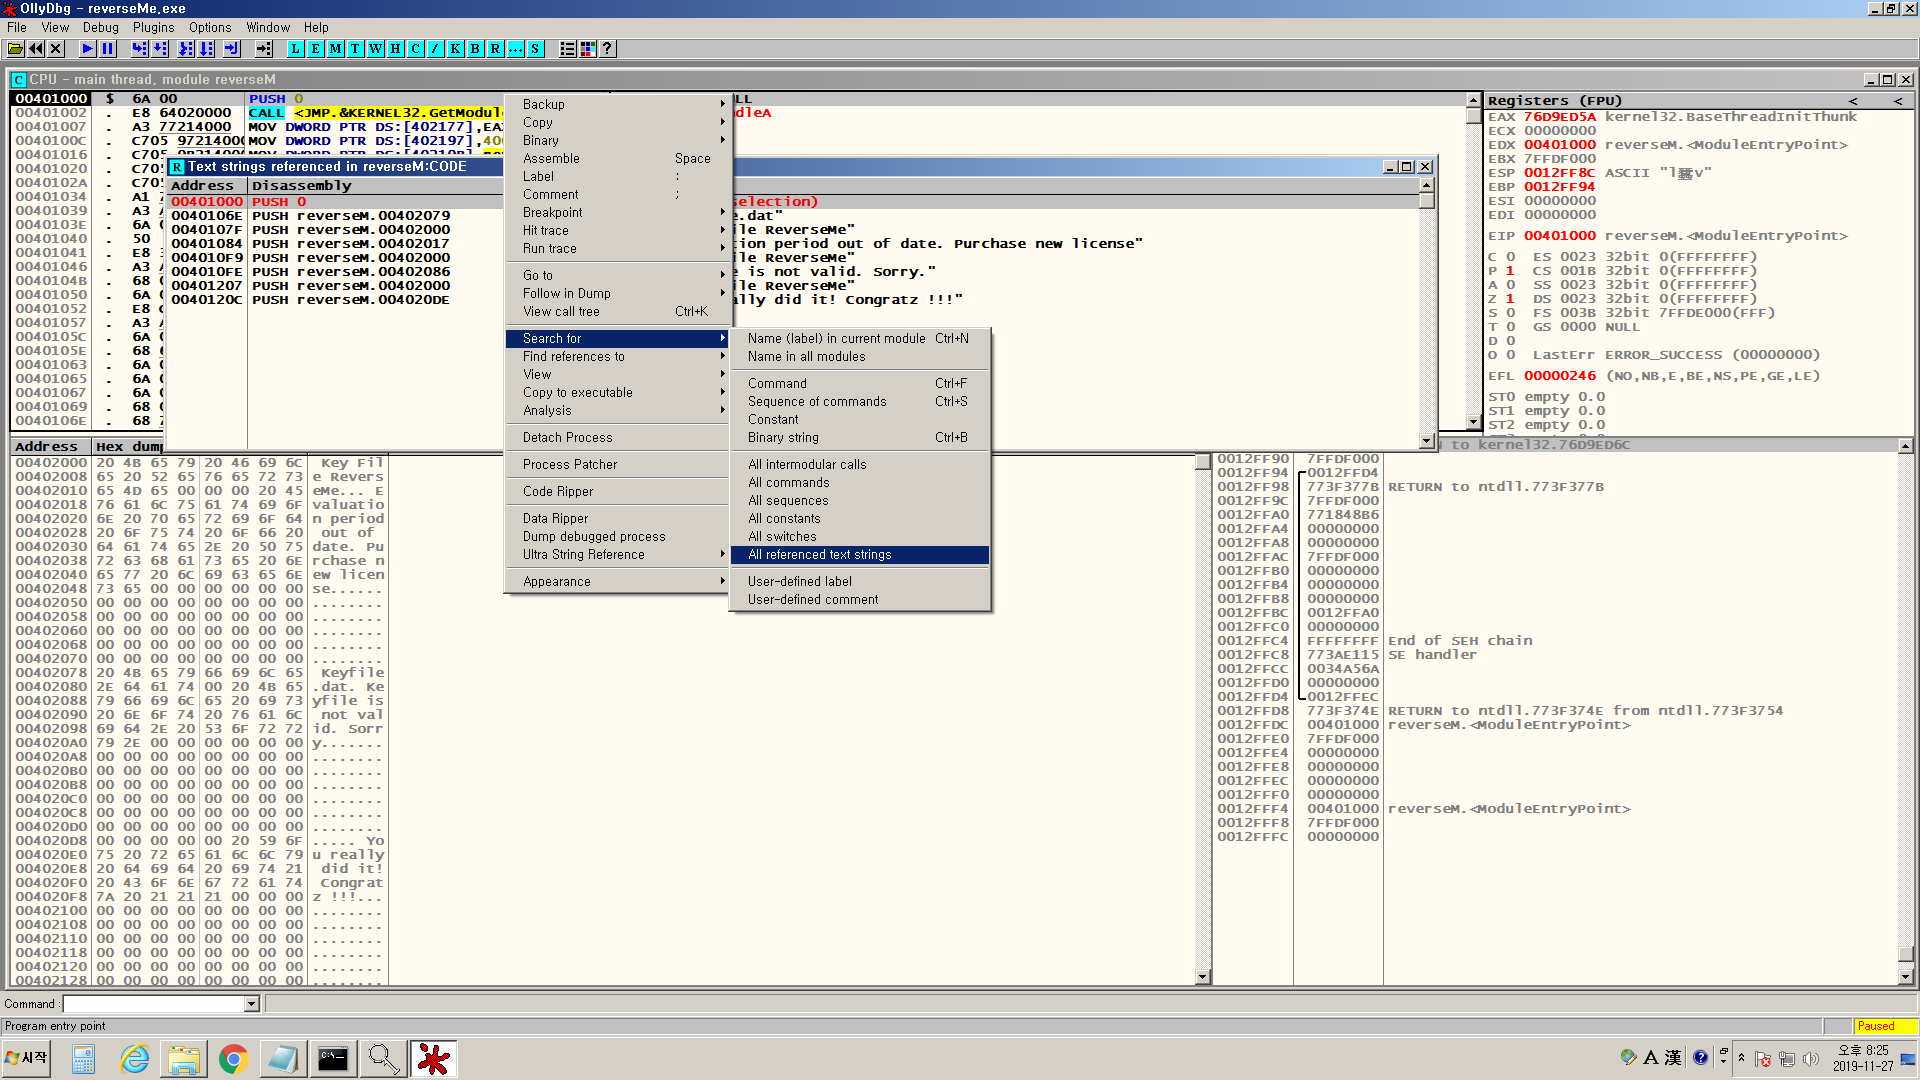 OllyDbg - reverseMe.exe
File View Debug Plugins Options Window Help
L E M T W H C / K B R ... S ?
C CPU - main thread, module reverseM
00401000 $ 6A 00 PUSH 0
00401002 . E8 64020000 CALL <JMP.&KERNEL32.GetModul
00401007 . A3 77214000 MOV DWORD PTR DS:[402177],EA
0040100C . C705 9721400 MOV DWORD PTR DS:[402197],40
00401016 . C705
00401020 . C705
0040102A . C705
00401034 . A1
00401039 . A3
0040103E . 6A
00401040 . 50
00401041 . E8
00401046 . A3
0040104B . 68
00401050 . 6A
00401052 . E8
00401057 . A3
0040105C . 6A
0040105E . 68
00401063 . 6A
00401065 . 6A
00401067 . 6A
00401069 . 68
0040106E . 68
LL
dleA
R Text strings referenced in reverseM:CODE
Address Disassembly
00401000 PUSH 0 selection)
0040106E PUSH reverseM.00402079 e.dat"
0040107F PUSH reverseM.00402000 ile ReverseMe"
00401084 PUSH reverseM.00402017 tion period out of date. Purchase new license"
004010F9 PUSH reverseM.00402000 ile ReverseMe"
004010FE PUSH reverseM.00402086 e is not valid. Sorry."
00401207 PUSH reverseM.00402000 ile ReverseMe"
0040120C PUSH reverseM.004020DE ally did it! Congratz !!!"
Backup
Copy
Binary
Assemble Space
Label :
Comment ;
Breakpoint
Hit trace
Run trace
Go to
Follow in Dump
View call tree Ctrl+K
Search for
Find references to
View
Copy to executable
Analysis
Detach Process
Process Patcher
Code Ripper
Data Ripper
Dump debugged process
Ultra String Reference
Appearance
Name (label) in current module Ctrl+N
Name in all modules
Command Ctrl+F
Sequence of commands Ctrl+S
Constant
Binary string Ctrl+B
All intermodular calls
All commands
All sequences
All constants
All switches
All referenced text strings
User-defined label
User-defined comment
Registers (FPU) < <
EAX 76D9ED5A kernel32.BaseThreadInitThunk
ECX 00000000
EDX 00401000 reverseM.<ModuleEntryPoint>
EBX 7FFDF000
ESP 0012FF8C ASCII
EBP 0012FF94
ESI 00000000
EDI 00000000
EIP 00401000 reverseM.<ModuleEntryPoint>
C 0 ES 0023 32bit 0(FFFFFFFF)
P 1 CS 001B 32bit 0(FFFFFFFF)
A 0 SS 0023 32bit 0(FFFFFFFF)
Z 1 DS 0023 32bit 0(FFFFFFFF)
S 0 FS 003B 32bit 7FFDE000(FFF)
T 0 GS 0000 NULL
D 0
O 0 LastErr ERROR_SUCCESS (00000000)
EFL 00000246 (NO,NB,E,BE,NS,PE,GE,LE)
ST0 empty 0.0
ST1 empty 0.0
ST2 empty 0.0
Address Hex dum
00402000 20 4B 65 79 20 46 69 6C Key Fil
00402008 65 20 52 65 76 65 72 73 e Revers
00402010 65 4D 65 00 00 00 20 45 eMe... E
00402018 76 61 6C 75 61 74 69 6F valuatio
00402020 6E 20 70 65 72 69 6F 64 n period
00402028 20 6F 75 74 20 6F 66 20 out of
00402030 64 61 74 65 2E 20 50 75 date. Pu
00402038 72 63 68 61 73 65 20 6E rchase n
00402040 65 77 20 6C 69 63 65 6E ew licen
00402048 73 65 00 00 00 00 00 00 se......
00402050 00 00 00 00 00 00 00 00 ........
00402058 00 00 00 00 00 00 00 00 ........
00402060 00 00 00 00 00 00 00 00 ........
00402068 00 00 00 00 00 00 00 00 ........
00402070 00 00 00 00 00 00 00 00 ........
00402078 20 4B 65 79 66 69 6C 65 Keyfile
00402080 2E 64 61 74 00 20 4B 65 .dat. Ke
00402088 79 66 69 6C 65 20 69 73 yfile is
00402090 20 6E 6F 74 20 76 61 6C not val
00402098 69 64 2E 20 53 6F 72 72 id. Sorr
004020A0 79 2E 00 00 00 00 00 00 y.......
004020A8 00 00 00 00 00 00 00 00 ........
004020B0 00 00 00 00 00 00 00 00 ........
004020B8 00 00 00 00 00 00 00 00 ........
004020C0 00 00 00 00 00 00 00 00 ........
004020C8 00 00 00 00 00 00 00 00 ........
004020D0 00 00 00 00 00 00 00 00 ........
004020D8 00 00 00 00 00 20 59 6F ..... Yo
004020E0 75 20 72 65 61 6C 6C 79 u really
004020E8 20 64 69 64 20 69 74 21 did it!
004020F0 20 43 6F 6E 67 72 61 74 Congrat
004020F8 7A 20 21 21 21 00 00 00 z !!!...
00402100 00 00 00 00 00 00 00 00 ........
00402108 00 00 00 00 00 00 00 00 ........
00402110 00 00 00 00 00 00 00 00 ........
00402118 00 00 00 00 00 00 00 00 ........
00402120 00 00 00 00 00 00 00 00 ........
00402128 00 00 00 00 00 00 00 00 ........
to kernel32.76D9ED6C
0012FF90 7FFDF000
0012FF94 0012FFD4
0012FF98 773F377B RETURN to ntdll.773F377B
0012FF9C 7FFDF000
0012FFA0 771848B6
0012FFA4 00000000
0012FFA8 00000000
0012FFAC 7FFDF000
0012FFB0 00000000
0012FFB4 00000000
0012FFB8 00000000
0012FFBC 0012FFA0
0012FFC0 00000000
0012FFC4 FFFFFFFF End of SEH chain
0012FFC8 773AE115 SE handler
0012FFCC 0034A56A
0012FFD0 00000000
0012FFD4 0012FFEC
0012FFD8 773F374E RETURN to ntdll.773F374E from ntdll.773F3754
0012FFDC 00401000 reverseM.<ModuleEntryPoint>
0012FFE0 7FFDF000
0012FFE4 00000000
0012FFE8 00000000
0012FFEC 00000000
0012FFF0 00000000
0012FFF4 00401000 reverseM.<ModuleEntryPoint>
0012FFF8 7FFDF000
0012FFFC 00000000
Command :
Program entry point Paused
시작 A 漢 ? 오후 8:25
2019-11-27